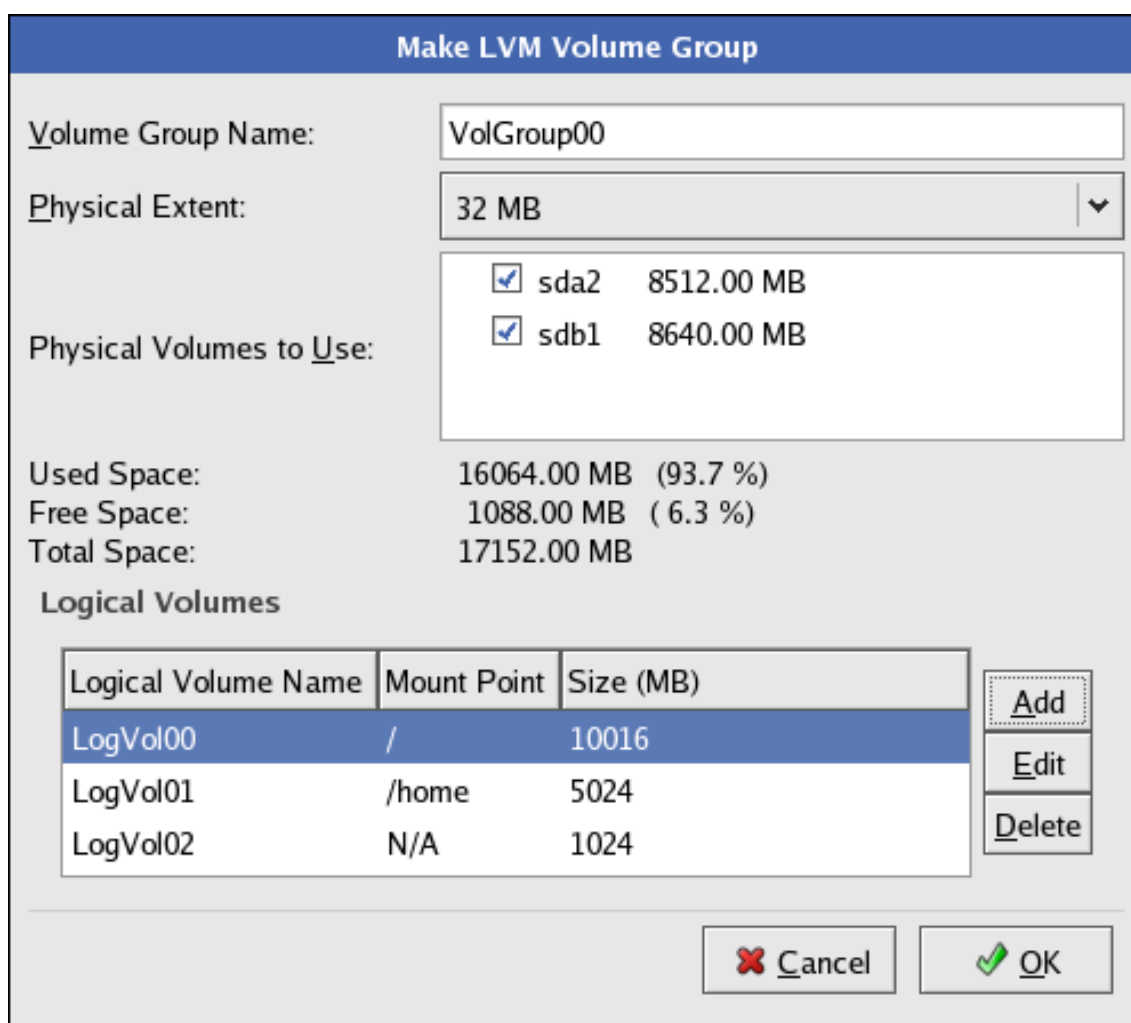 Make LVM Volume Group
Volume Group Name: VolGroup00
Physical Extent: 32 MB
Physical Volumes to Use:
sda2 8512.00 MB
sdb1 8640.00 MB
Used Space: 16064.00 MB (93.7 %)
Free Space: 1088.00 MB ( 6.3 %)
Total Space: 17152.00 MB
Logical Volumes
Logical Volume Name Mount Point Size (MB)
LogVol00 / 10016
LogVol01 /home 5024
LogVol02 N/A 1024
Add
Edit
Delete
Cancel OK